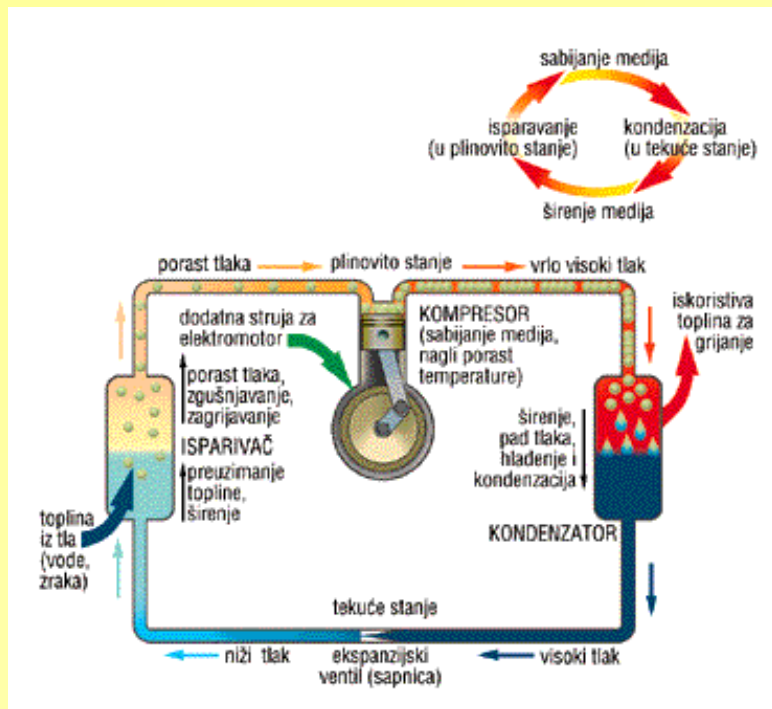 sabijanje medija
isparavanje
(u plinovito stanje)
kondenzacija
(u tekuće stanje)
širenje medija
porast tlaka
plinovito stanje
vrlo visoki tlak
dodatna struja za
elektromotor
KOMPRESOR
(sabijanje medija,
nagli porast
temperature)
iskoristiva
toplina za
grijanje
porast tlaka,
zgušnjavanje,
zagrijavanje
ISPARIVAČ
preuzimanje
topline,
širenje
širenje,
pad tlaka,
hlađenje i
kondenzacija
toplina
iz tla
(vode,
zraka)
KONDENZATOR
tekuće stanje
niži tlak
ekspanzijski
ventil (sapnica)
visoki tlak